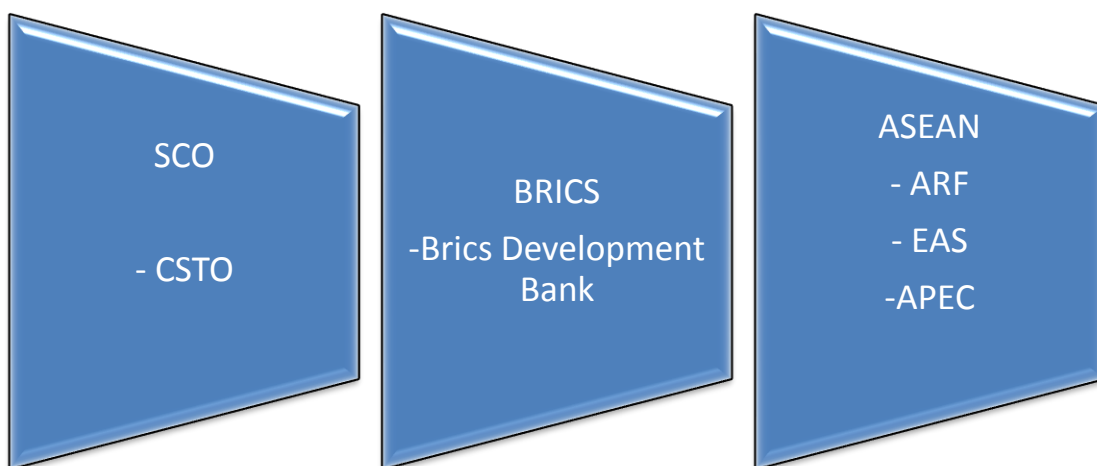 SCO
- CSTO
BRICS
-Brics Development
Bank
ASEAN
- ARF
- EAS
-APEC